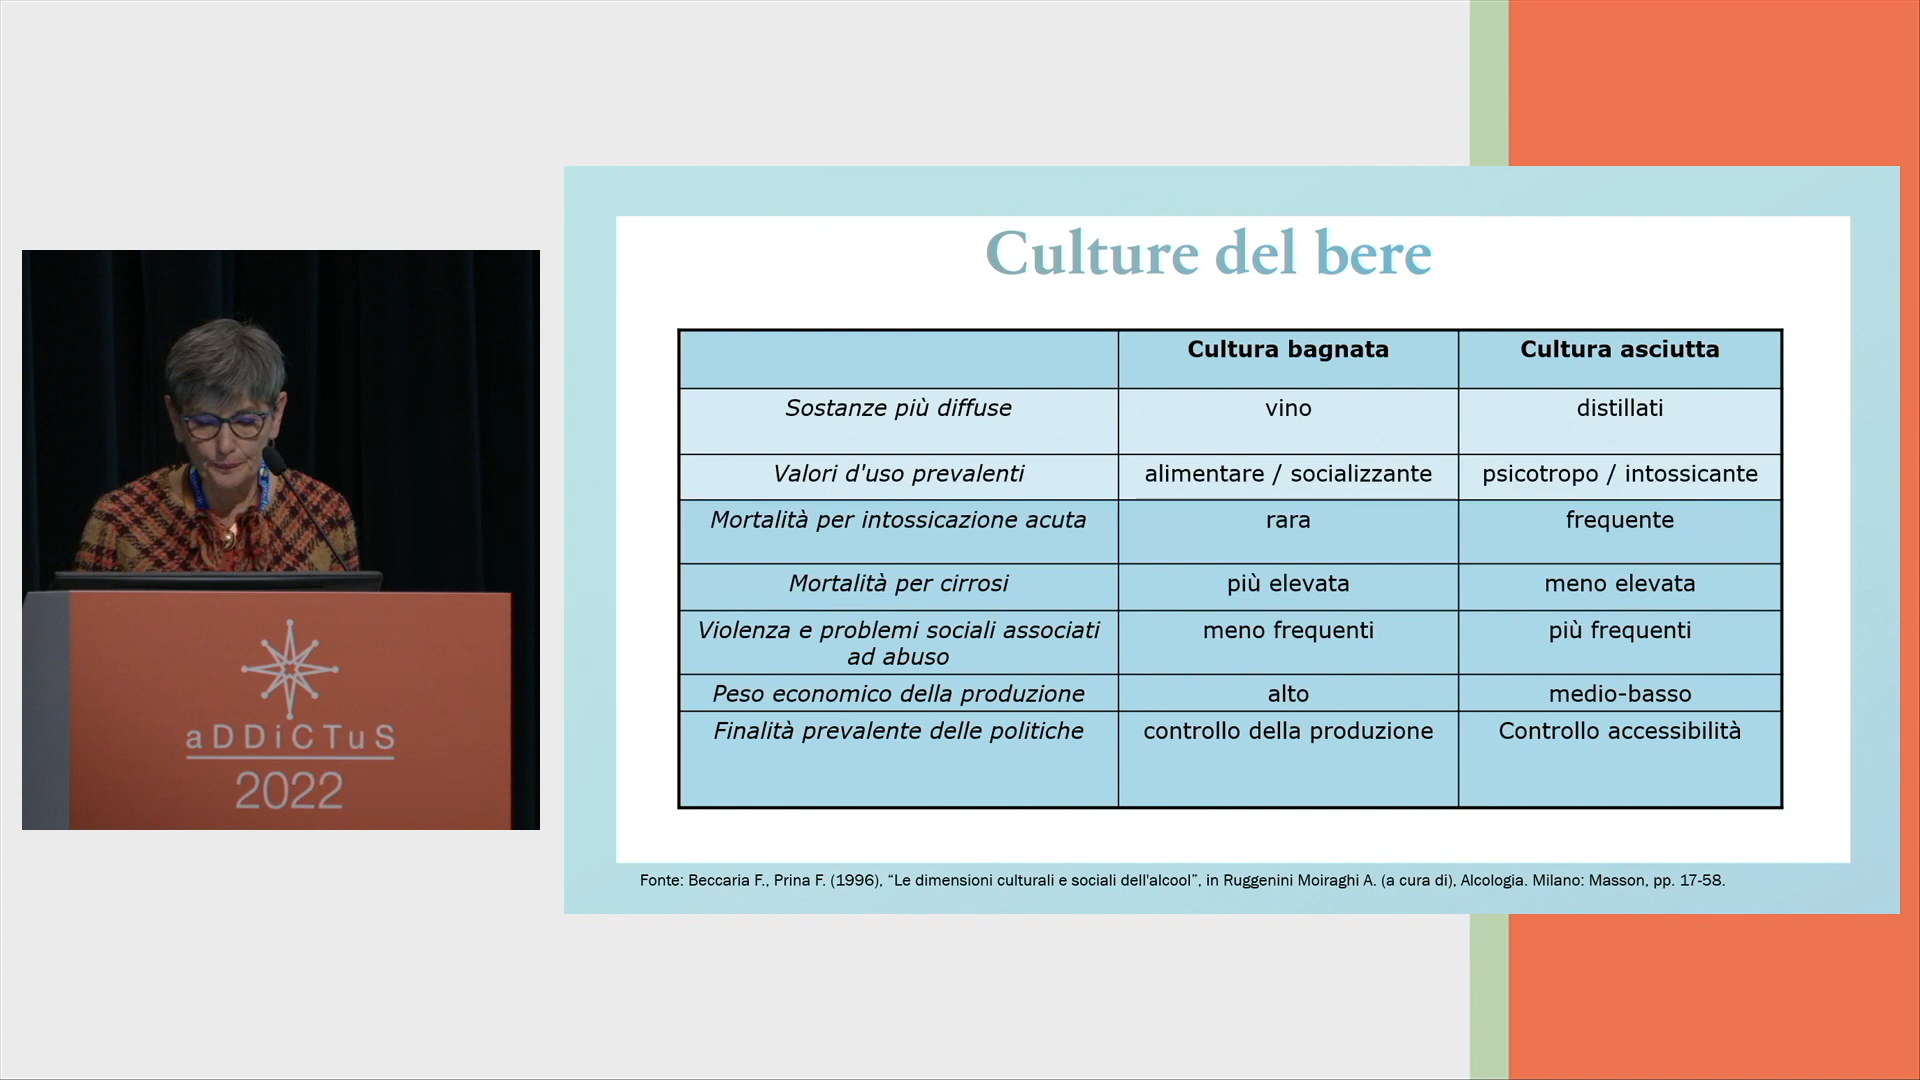 aDDiCTuS
2022
Culture del bere
Cultura bagnata Cultura asciutta
Sostanze più diffuse vino distillati
Valori d'uso prevalenti alimentare / socializzante psicotropo / intossicante
Mortalità per intossicazione acuta rara frequente
Mortalità per cirrosi più elevata meno elevata
Violenza e problemi sociali associati meno frequenti più frequenti
ad abuso
Peso economico della produzione alto medio-basso
Finalità prevalente delle politiche controllo della produzione Controllo accessibilità
Fonte: Beccaria F., Prina F. (1996), “Le dimensioni culturali e sociali dell'alcool”, in Ruggenini Moiraghi A. (a cura di), Alcologia. Milano: Masson, pp. 17-58.